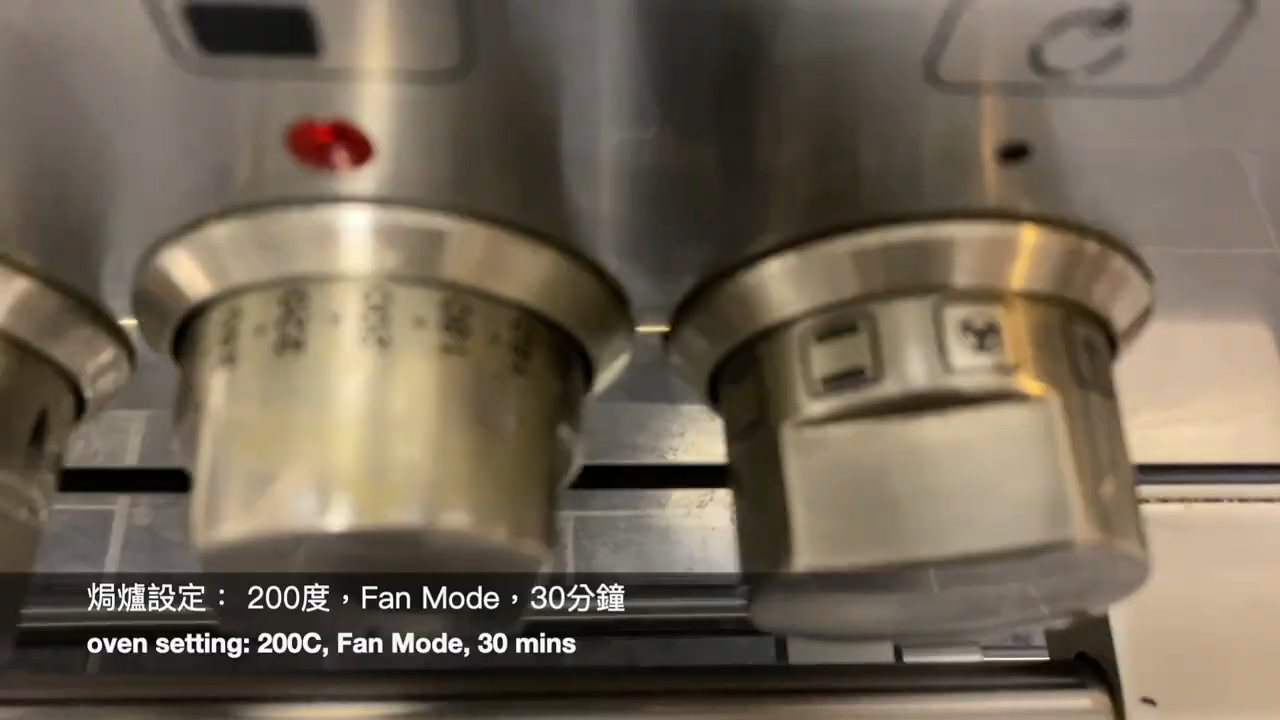 焗爐設定： 200度，Fan Mode，30分鐘
oven setting: 200C, Fan Mode, 30 mins